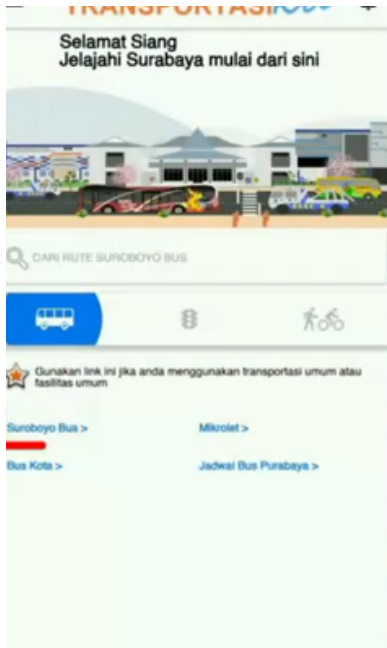 TRANSPORTASIku
Selamat Siang
Jelajahi Surabaya mulai dari sini
CARI RUTE SUROBOYO BUS
Gunakan link ini jika anda menggunakan transportasi umum atau
fasilitas umum
Suroboyo Bus >
Mikrolet >
Bus Kota >
Jadwal Bus Purabaya >